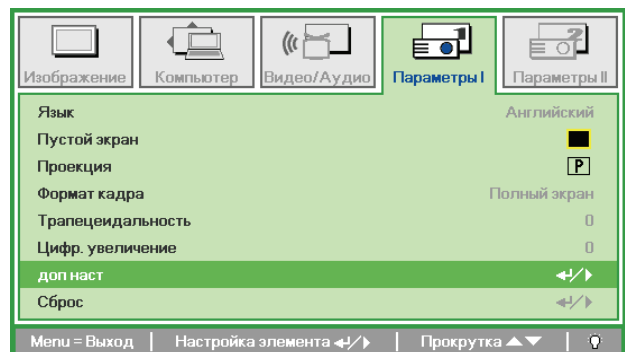 Изображение Компьютер Видео/Аудио Параметры I Параметры II
Язык Английский
Пустой экран
Проекция P
Формат кадра Полный экран
Трапецеидальность 0
Цифр. увеличение 0
доп наст
Сброс
Menu = Выход | Настройка элемента | Прокрутка